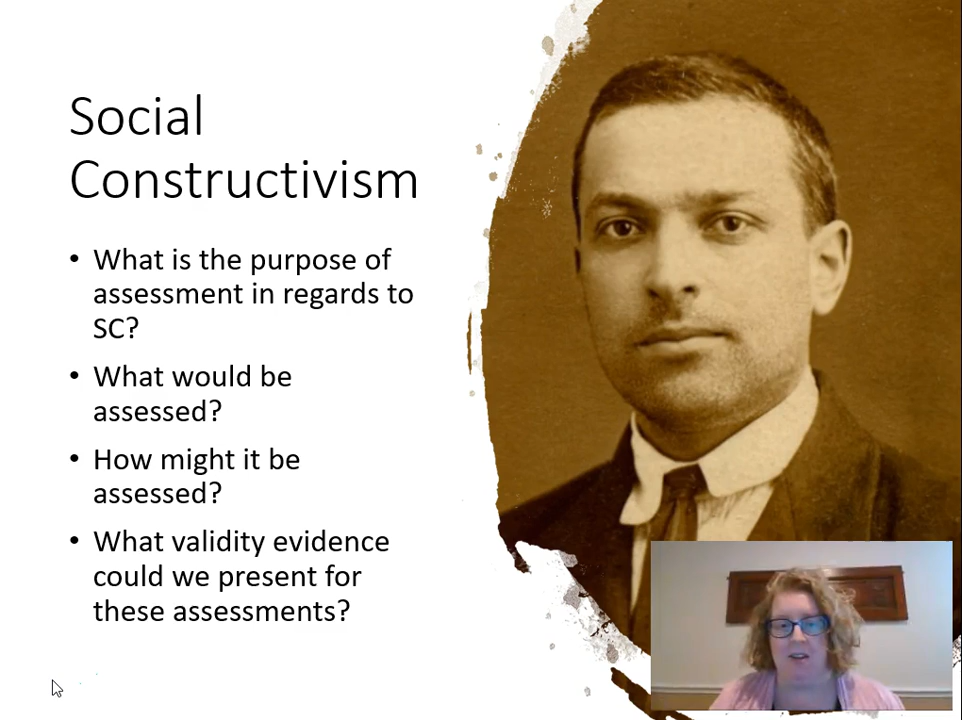 Social
Constructivism
• What is the purpose of
assessment in regards to
SC?
• What would be
assessed?
• How might it be
assessed?
• What validity evidence
could we present for
these assessments?